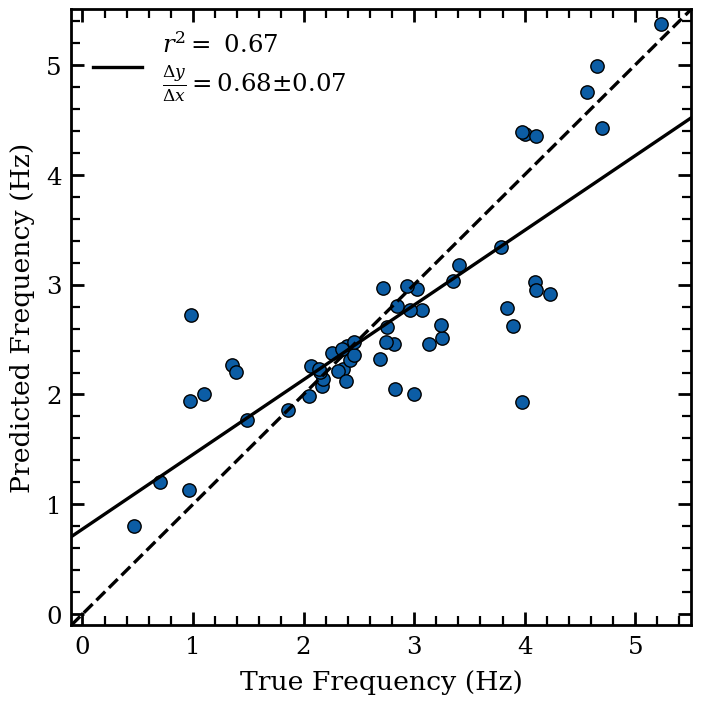 r² = 0.67
Δy/Δx = 0.68±0.07
5
4
3
2
1
0
Predicted Frequency (Hz)
0 1 2 3 4 5
True Frequency (Hz)